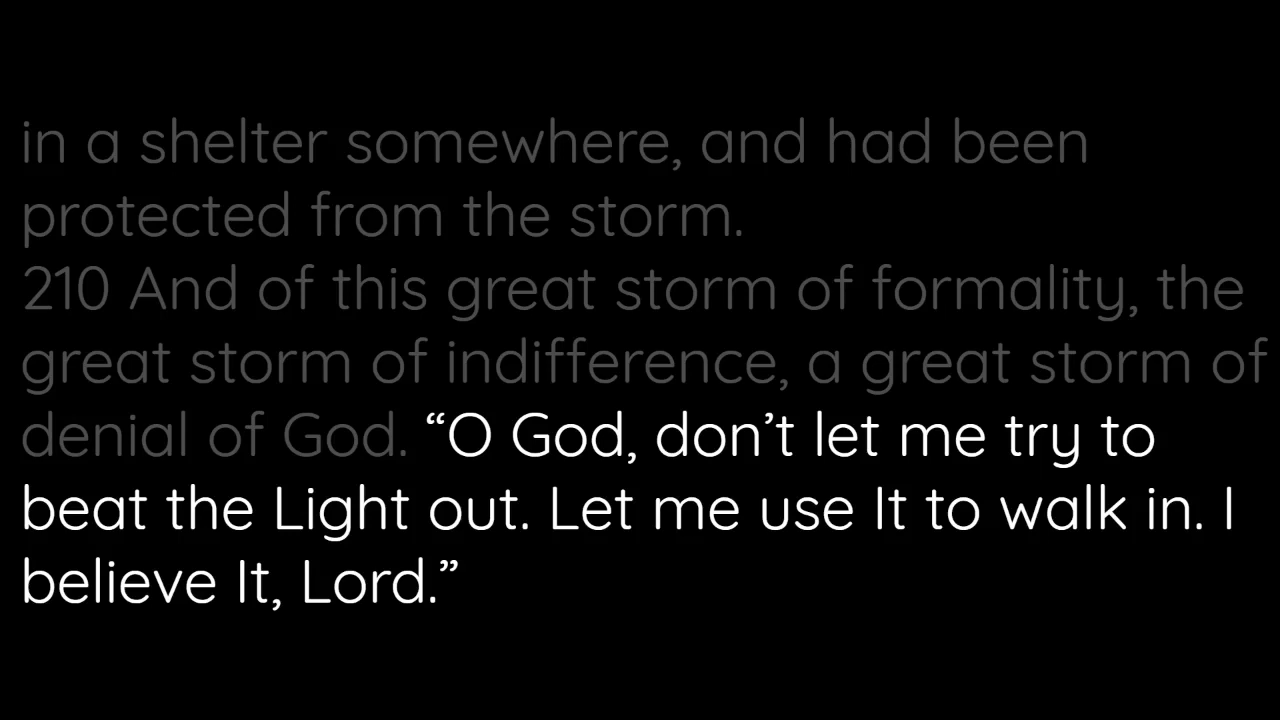 in a shelter somewhere, and had been
protected from the storm.
210 And of this great storm of formality, the
great storm of indifference, a great storm of
denial of God. “O God, don’t let me try to
beat the Light out. Let me use It to walk in. I
believe It, Lord.”